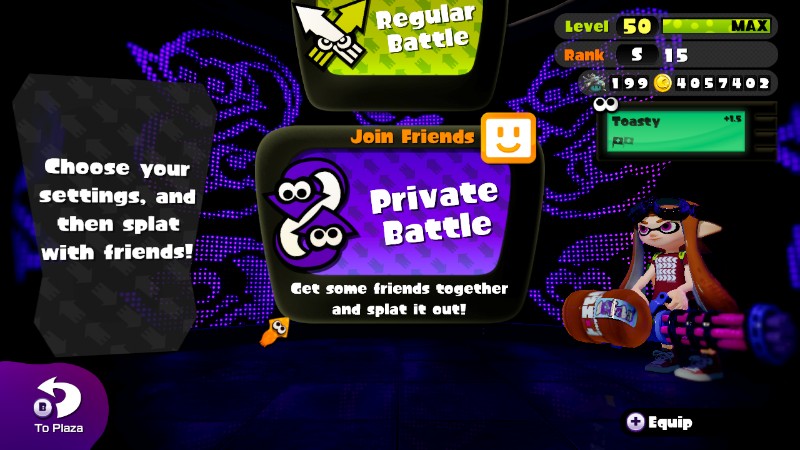 Regular
Battle
Level 50 MAX
Rank S 15
199 4057402
Toasty +1.5
Join Friends
Private
Battle
Get some friends together
and splat it out!
Choose your
settings, and
then splat
with friends!
B
To Plaza
+ Equip